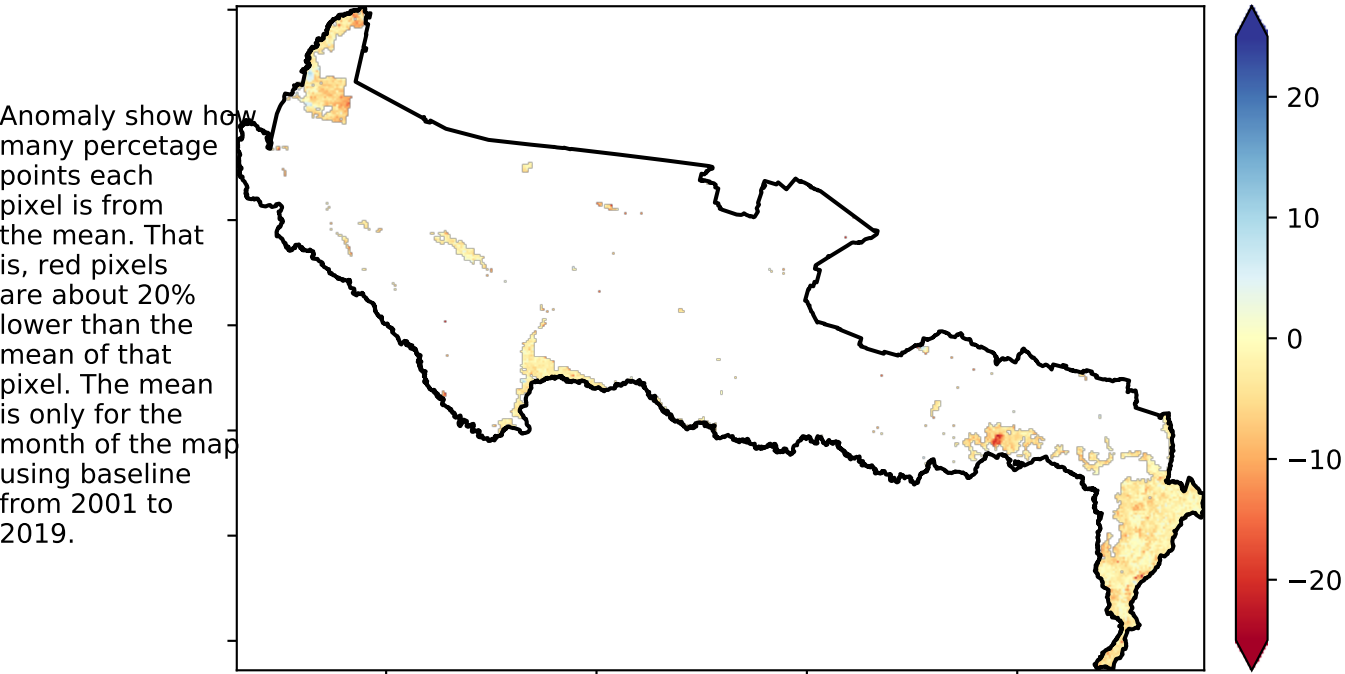 Anomaly show how
many percetage
points each
pixel is from
the mean. That
is, red pixels
are about 20%
lower than the
mean of that
pixel. The mean
is only for the
month of the map
using baseline
from 2001 to
2019.
20
10
0
−10
−20